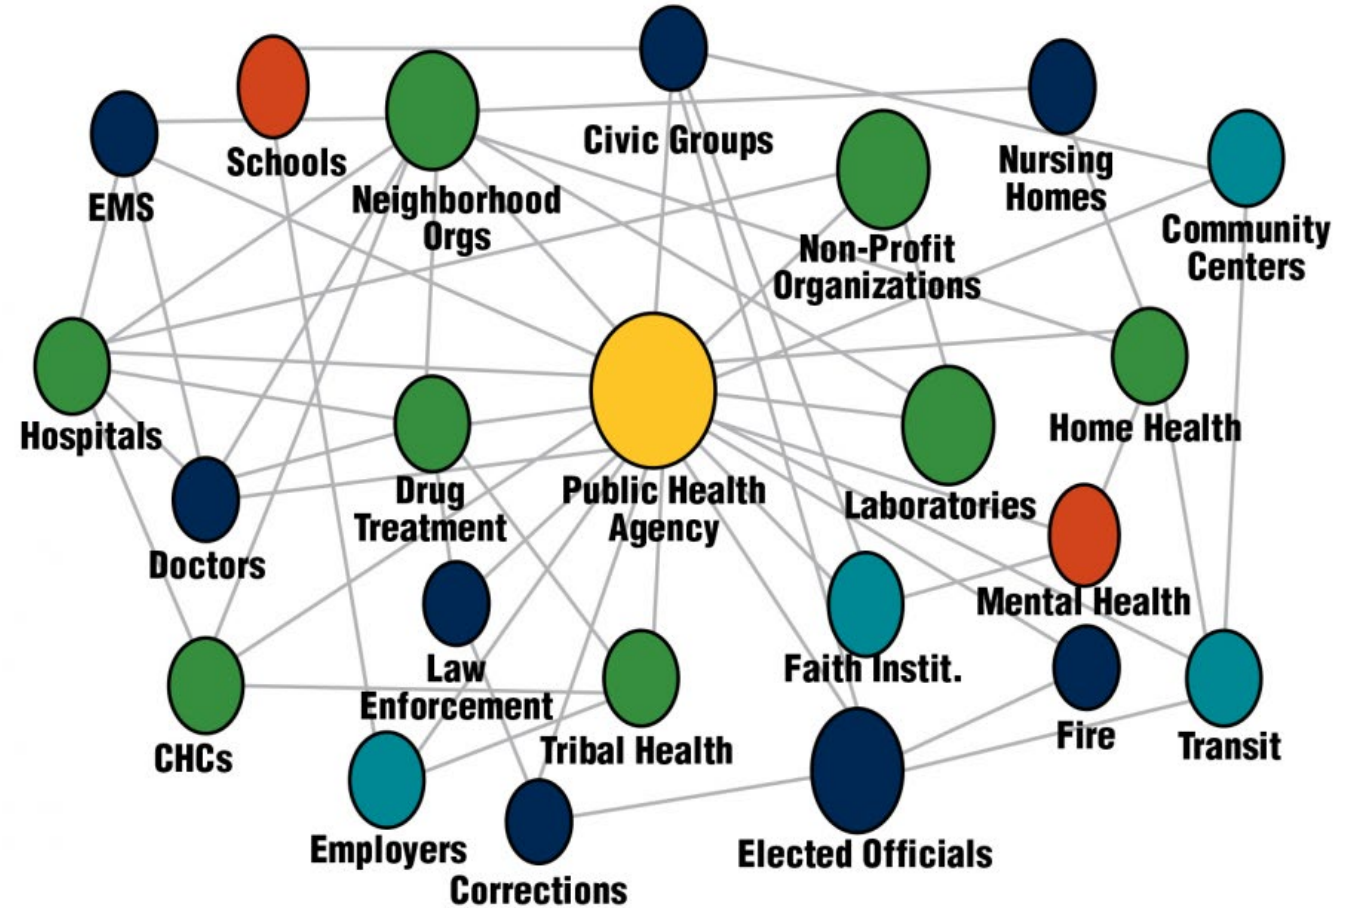 Civic Groups
Schools
Nursing
Homes
EMS
Neighborhood
Orgs
Non-Profit
Organizations
Community
Centers
Hospitals
Home Health
Drug
Treatment
Public Health
Agency
Laboratories
Doctors
Mental Health
Law
Enforcement
Faith Instit.
Fire
Transit
CHCs
Tribal Health
Employers
Elected Officials
Corrections